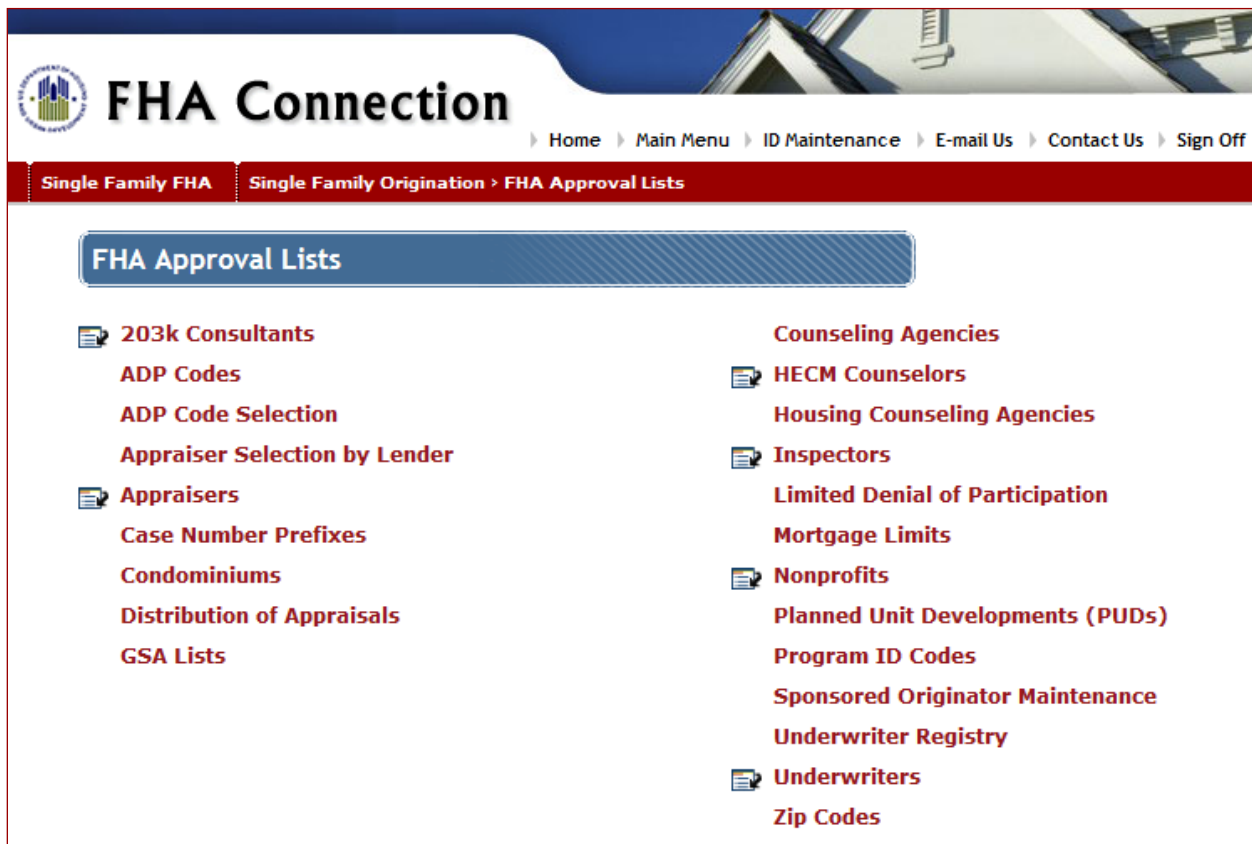 FHA Connection
Home Main Menu ID Maintenance E-mail Us Contact Us Sign Off
Single Family FHA Single Family Origination > FHA Approval Lists
FHA Approval Lists
203k Consultants
ADP Codes
ADP Code Selection
Appraiser Selection by Lender
Appraisers
Case Number Prefixes
Condominiums
Distribution of Appraisals
GSA Lists
Counseling Agencies
HECM Counselors
Housing Counseling Agencies
Inspectors
Limited Denial of Participation
Mortgage Limits
Nonprofits
Planned Unit Developments (PUDs)
Program ID Codes
Sponsored Originator Maintenance
Underwriter Registry
Underwriters
Zip Codes